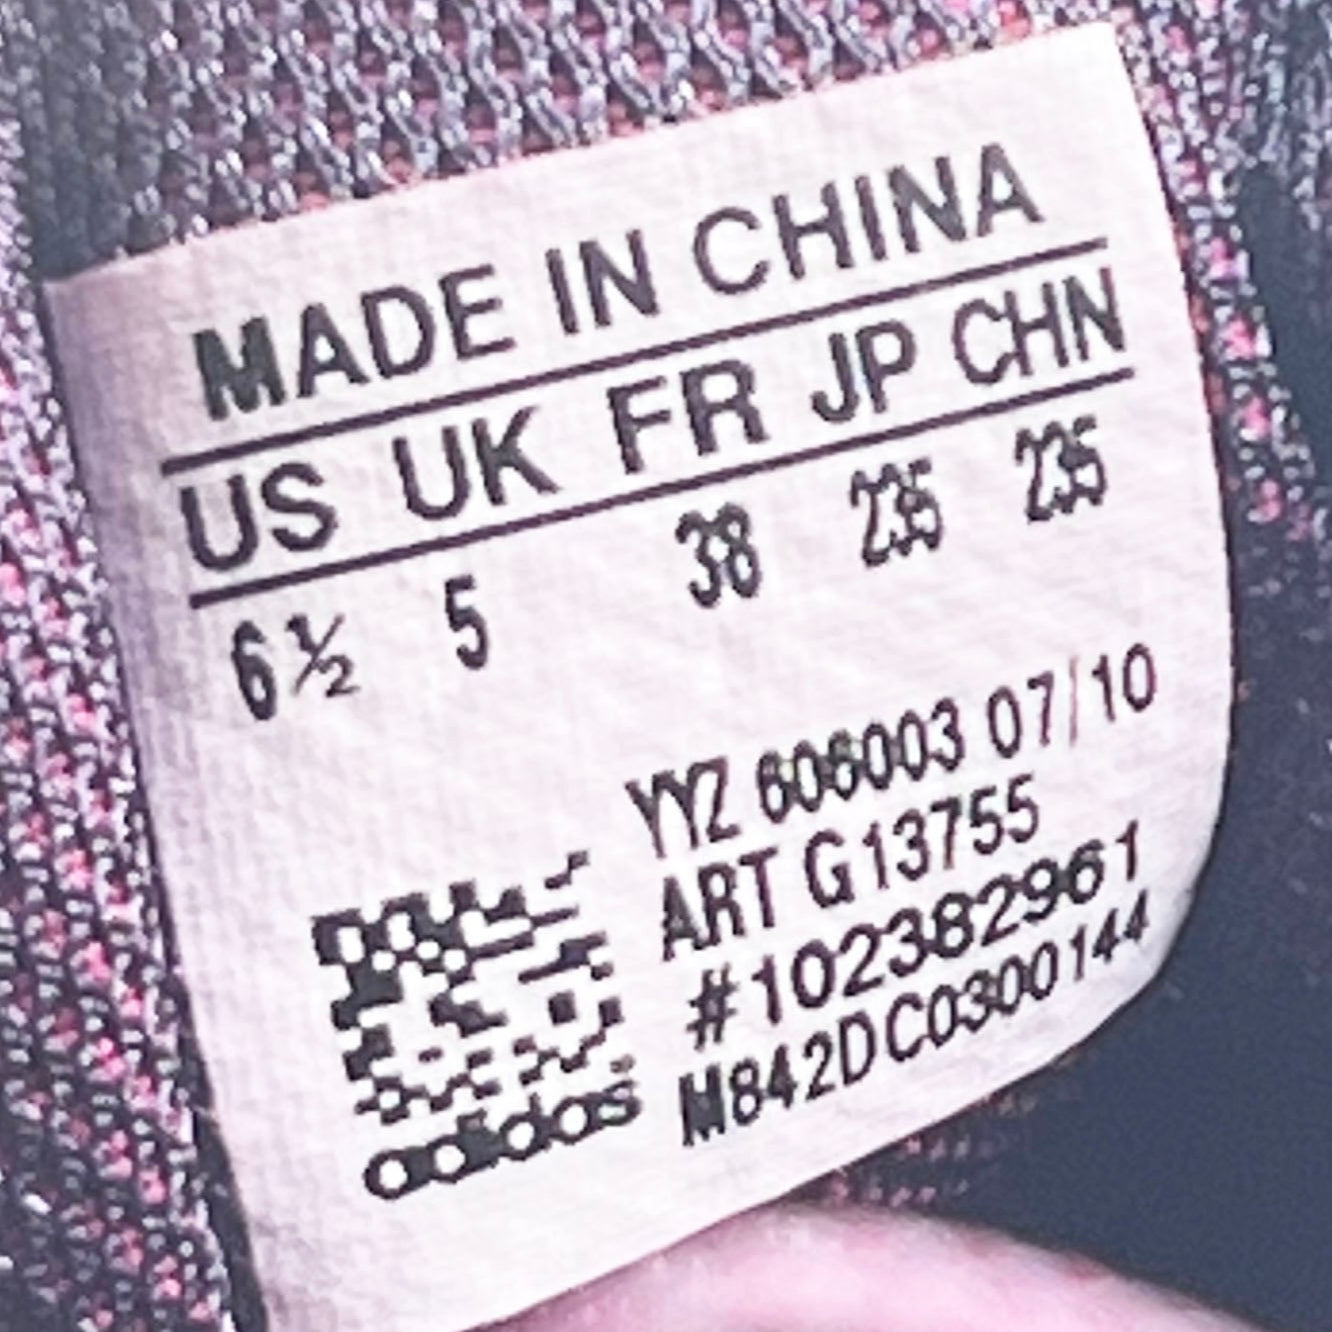 MADE IN CHINA
US UK FR JP CHN
6½ 5 38 235 235
YYZ 606003 07/10
ART G13755
#102382961
M842DC0300144
adidas